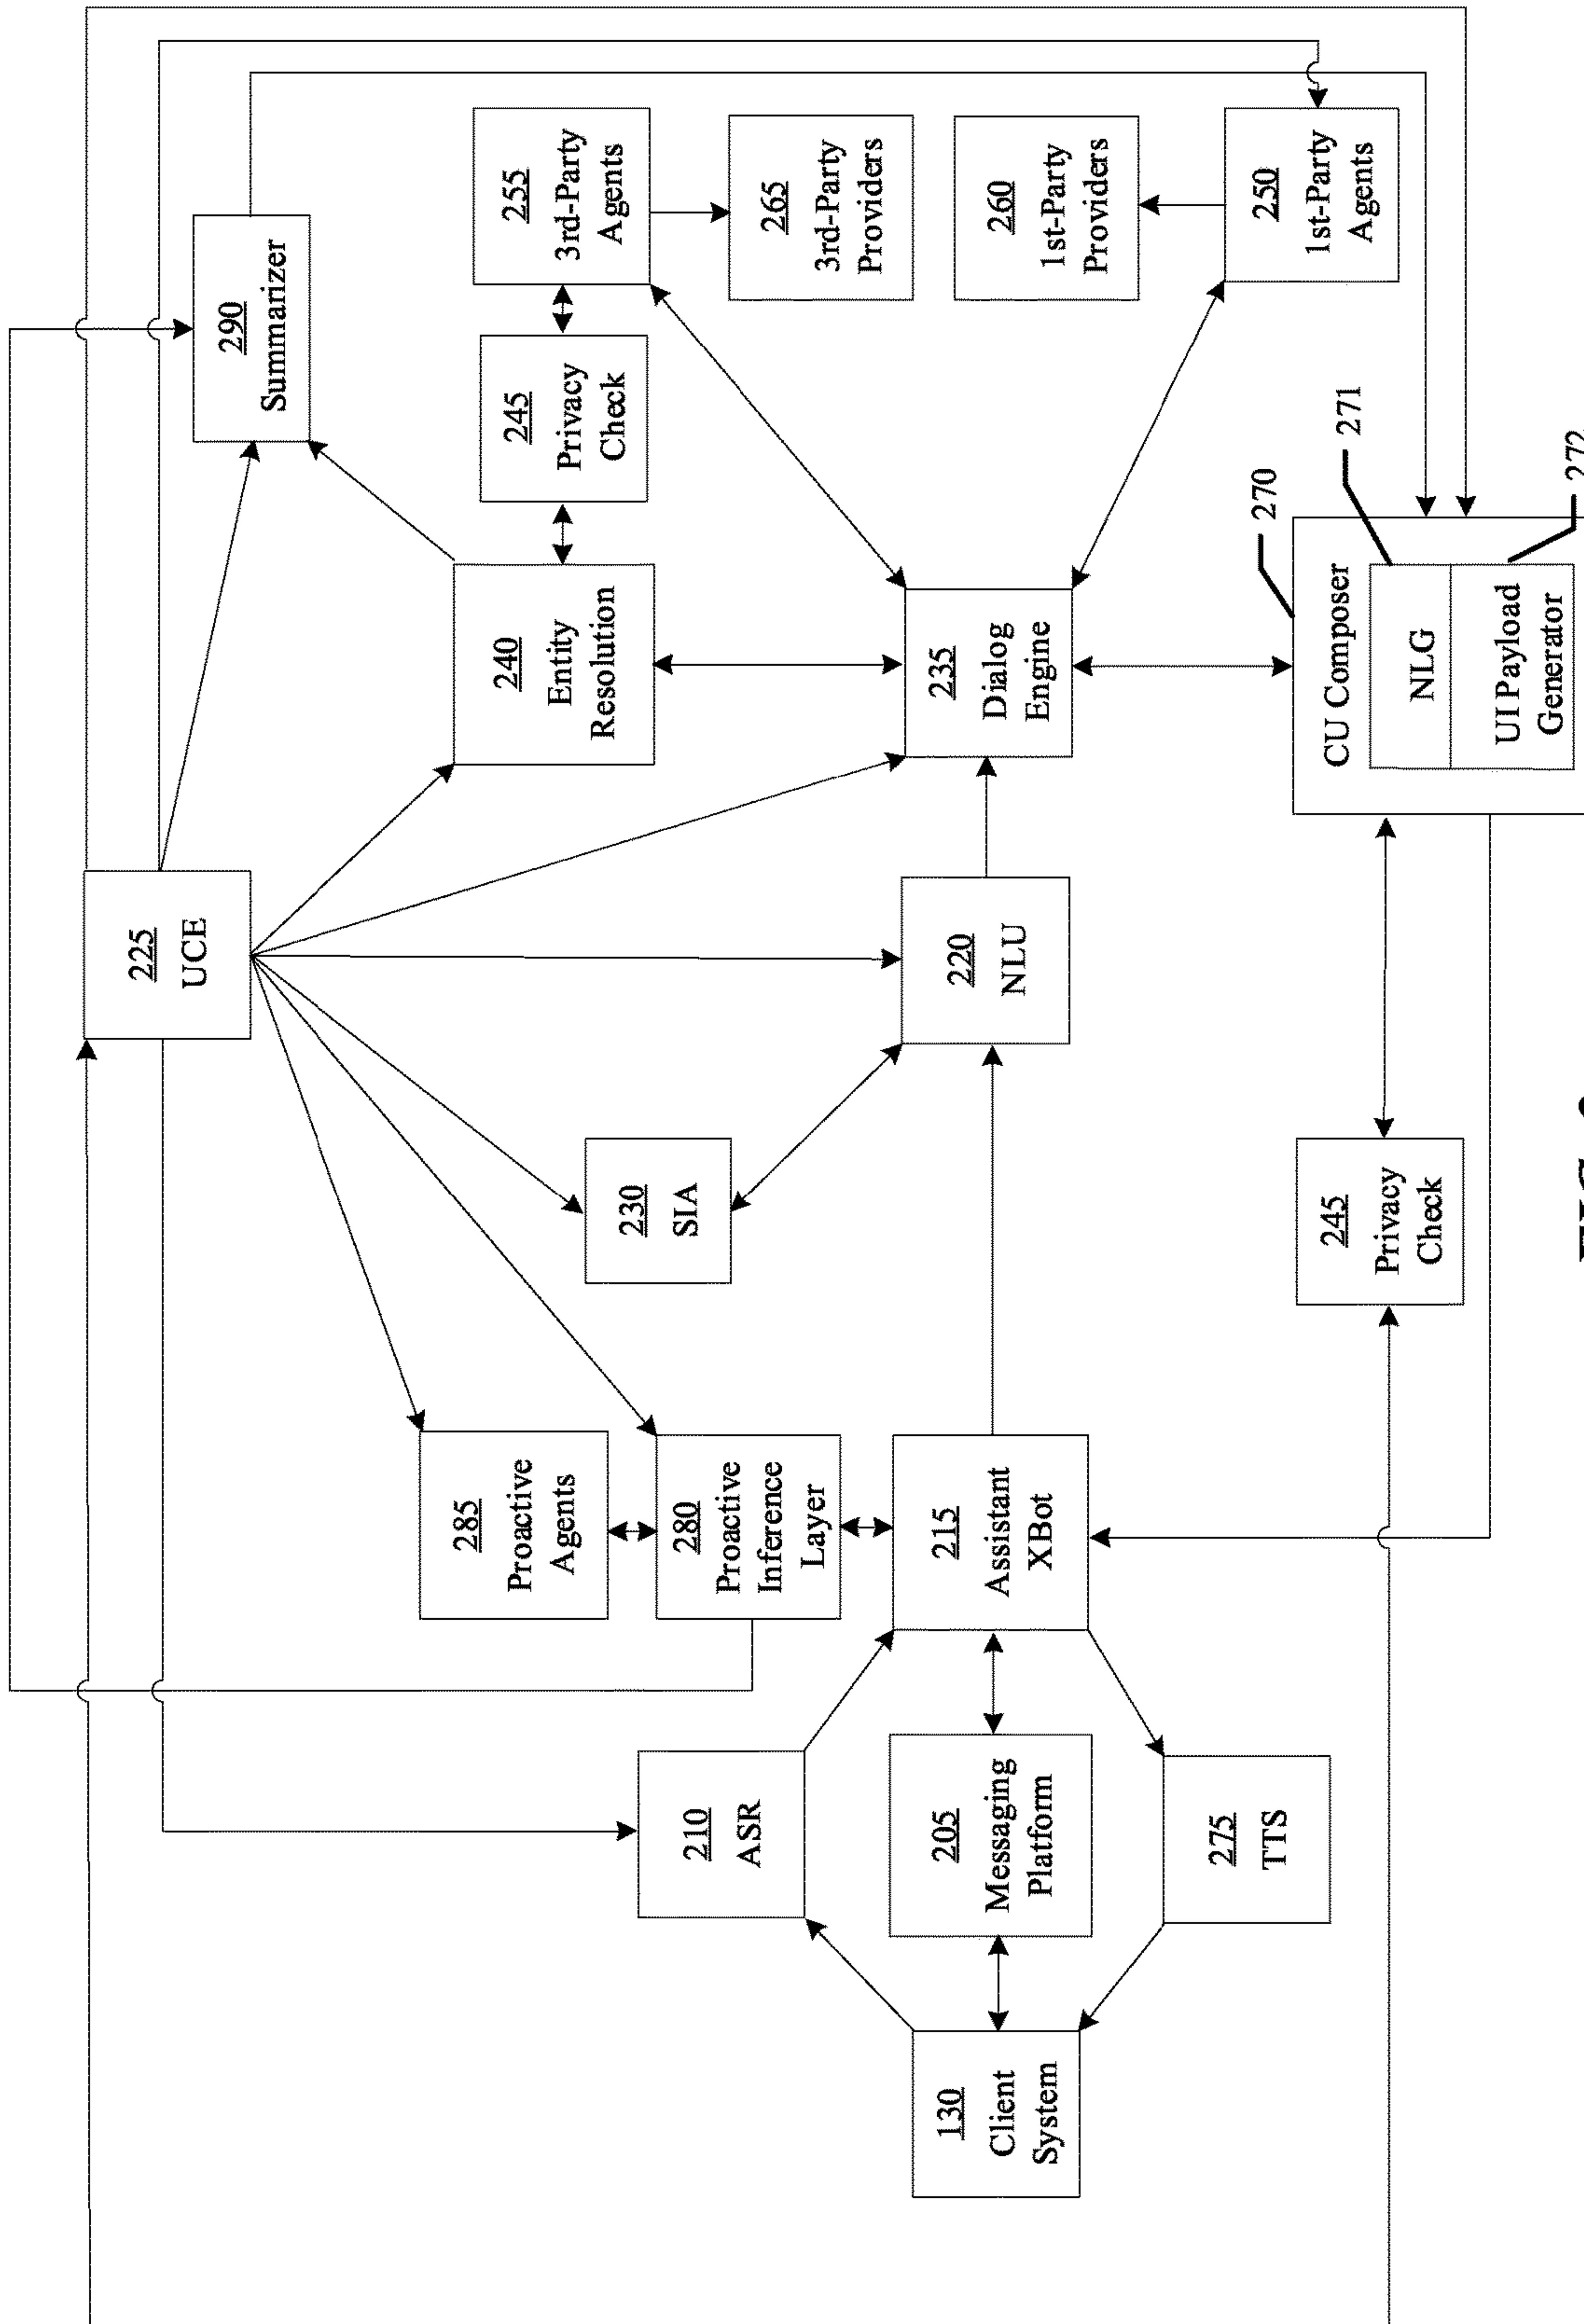 225
UCE
290
Summarizer
285
Proactive
Agents
240
Entity
Resolution
245
Privacy
Check
255
3rd-Party
Agents
230
SIA
265
3rd-Party
Providers
210
ASR
280
Proactive
Inference
Layer
205
Messaging
Platform
130
Client
System
215
Assistant
XBot
220
NLU
235
Dialog
Engine
260
1st-Party
Providers
250
1st-Party
Agents
275
TTS
245
Privacy
Check
270
CU Composer
271
NLG
UI Payload
Generator
272